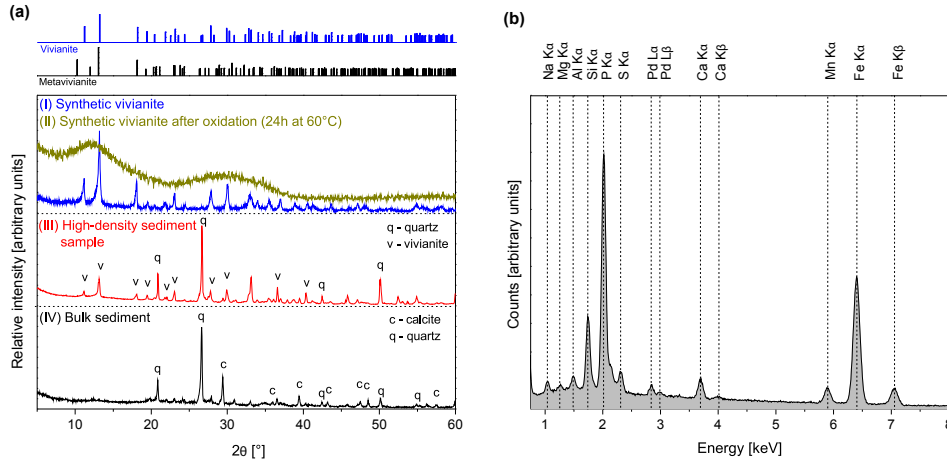 (a)
Vivianite
Metavivianite
(I) Synthetic vivianite
(II) Synthetic vivianite after oxidation (24h at 60°C)
(III) High-density sediment
sample
q - quartz
v - vivianite
q
v v v v v v v v v v
q
q
q
(IV) Bulk sediment
c - calcite
q - quartz
q
q
c
c
c
q
c
c
c
q
q
c
Relative intensity [arbitrary units]
10 20 30 40 50 60
2θ [°]
(b)
Na Kα
Mg Kα
Al Kα
Si Kα
P Kα
S Kα
Pd Lα
Pd Lβ
Ca Kα
Ca Kβ
Mn Kα
Fe Kα
Fe Kβ
Counts [arbitrary units]
1 2 3 4 5 6 7 8
Energy [keV]